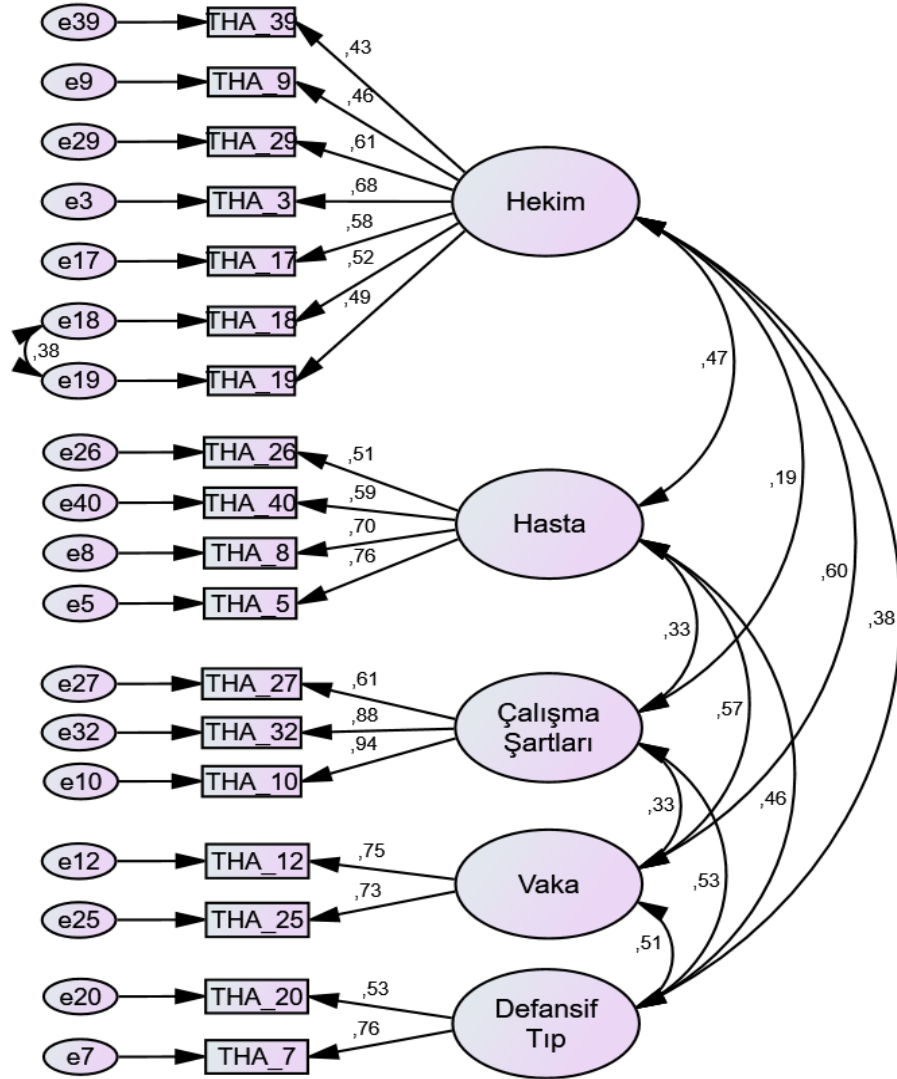 e39 THA_39 ,43
e9 THA_9 ,46
e29 THA_29 ,61
e3 THA_3 ,68
Hekim
e17 THA_17 ,58
e18 THA_18 ,52
,38
e19 THA_19 ,49
,47
e26 THA_26 ,51
,19
e40 THA_40 ,59
Hasta
e8 THA_8 ,70
,60
e5 THA_5 ,76
,38
,33
e27 THA_27 ,61
,57
e32 THA_32 ,88
Çalışma
Şartları
e10 THA_10 ,94
,33
,46
e12 THA_12 ,75
Vaka
,53
e25 THA_25 ,73
,51
e20 THA_20 ,53
Defansif
Tıp
e7 THA_7 ,76